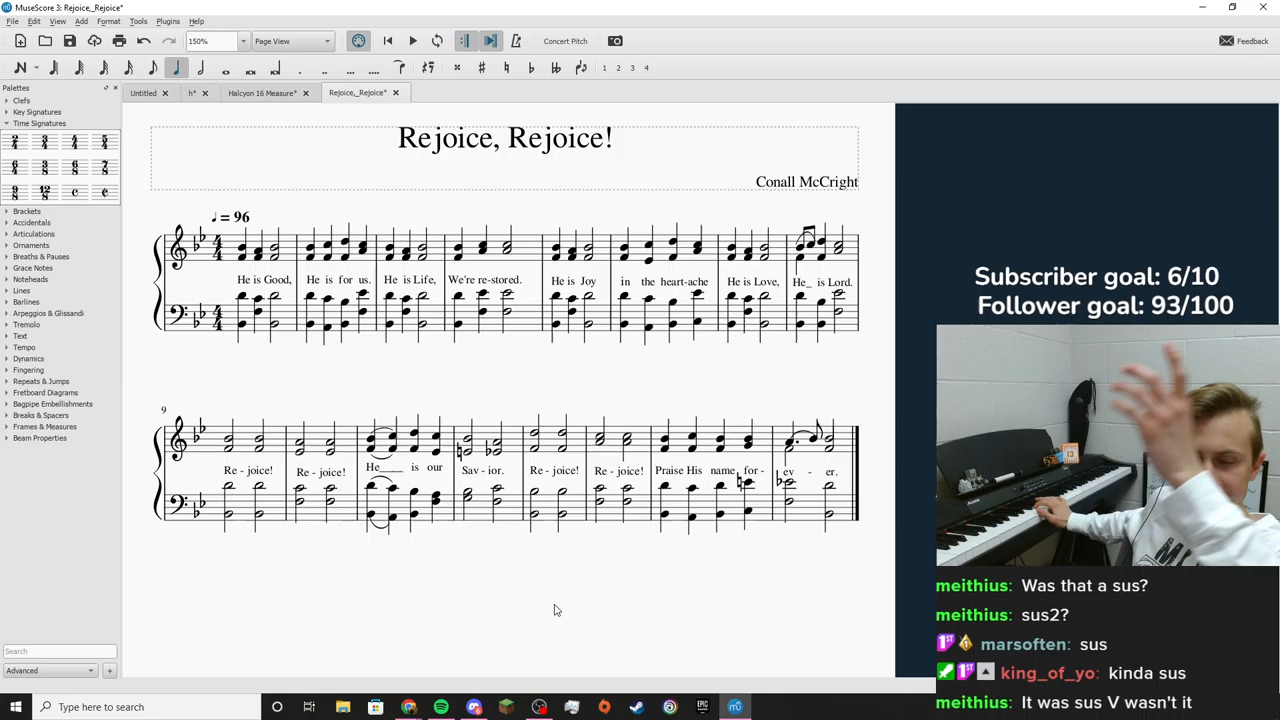 MuseScore 3: Rejoice,_Rejoice*
File Edit View Add Format Tools Plugins Help
150% Page View Concert Pitch Feedback
1 2 3 4
Palettes
Untitled h* Halcyon 16 Measure* Rejoice,_Rejoice*
Clefs
Key Signatures
Time Signatures
Brackets
Accidentals
Articulations
Ornaments
Breaths & Pauses
Grace Notes
Noteheads
Lines
Barlines
Arpeggios & Glissandi
Tremolo
Text
Tempo
Dynamics
Fingering
Repeats & Jumps
Fretboard Diagrams
Bagpipe Embellishments
Breaks & Spacers
Frames & Measures
Beam Properties
Search
Advanced
Rejoice, Rejoice!
Conall McCright
= 96
He is Good, He is for us. He is Life, We're re-stored. He is Joy in the heart-ache He is Love, He_ is Lord.
9
Re - joice! Re - joice! He____ is our Sav - ior. Re - joice! Re - joice! Praise His name for - ev - er.
Subscriber goal: 6/10
Follower goal: 93/100
meithius: Was that a sus?
meithius: sus2?
marsoften: sus
king_of_yo: kinda sus
meithius: It was sus V wasn't it
Type here to search